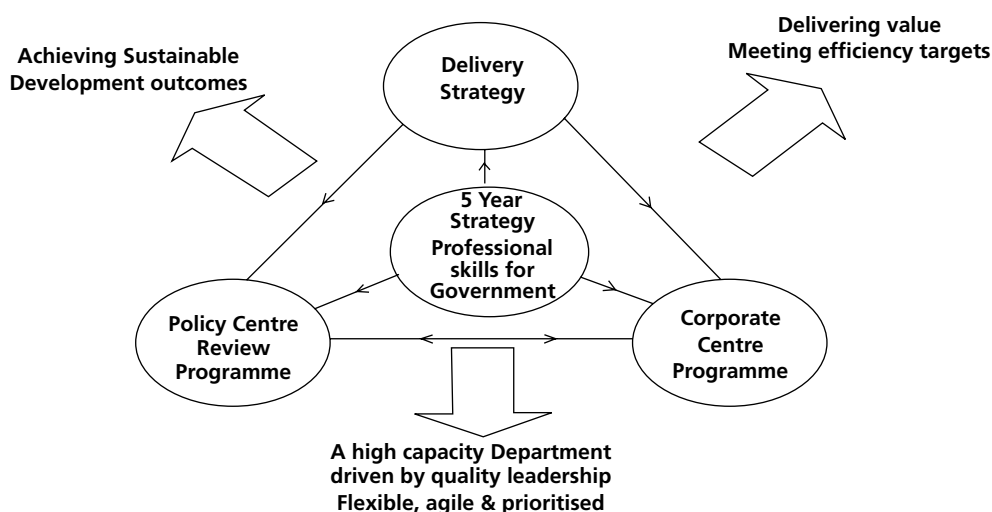 Achieving Sustainable
Development outcomes
Delivering value
Meeting efficiency targets
Delivery
Strategy
5 Year
Strategy
Professional
skills for
Government
Policy Centre
Review
Programme
Corporate
Centre
Programme
A high capacity Department
driven by quality leadership
Flexible, agile & prioritised